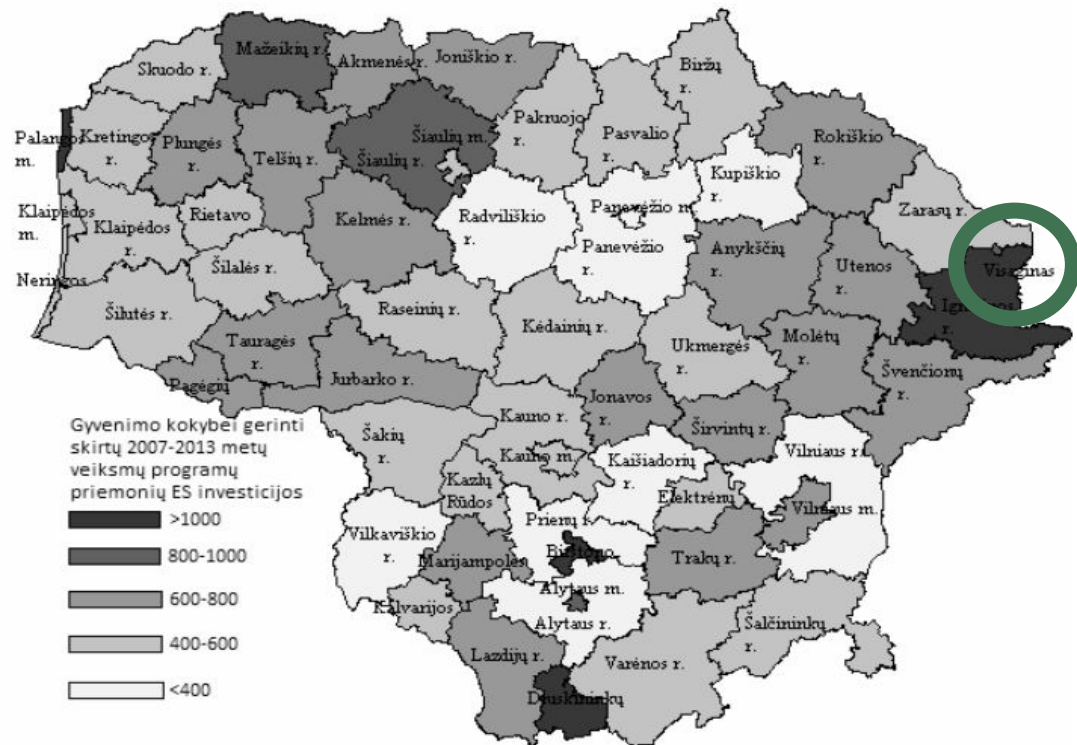 Mažeikių r.
Akmenės r.
Joniškio r.
Skuodo r.
Biržų
r.
Pakruojo
r.
Pasvalio
r.
Rokiškio
r.
Palangos
m.
Kretingos
r.
Plungės
r.
Telšių r.
Šiaulių m.
Šiaulių r.
Kupiškio
r.
Zarasų r.
Klaipėdos
m.
Klaipėdos
r.
Rietavo
Kelmės r.
Radviliškio
r.
Panevėžio m.
Panevėžio
r.
Anykščių
r.
Utenos
r.
Visaginas
Neringos
Šilalės r.
Šilutės r.
Raseinių r.
Kėdainių r.
Ukmergės
r.
Molėtų
r.
Švenčionų
r.
Tauragės
r.
Pagėgių
Jurbarko r.
Jonavos
r.
Širvintų r.
Gyvenimo kokybei gerinti
skirtų 2007-2013 metų
veiksmų programų
priemonių ES investicijos
>1000
800-1000
600-800
400-600
<400
Šakių
r.
Kauno r.
Kauno m.
Kazlų
Rūdos
Kaišiadorių
r.
Elektrėnų
Vilniaus r.
Vilniaus m.
Vilkaviškio
r.
Prienų r.
Birštono
Marijampolės
Trakų r.
Alytaus m.
Alytaus r.
Kalvarijos
Šalčininkų
r.
Lazdijų r.
Varėnos r.
Druskininkų